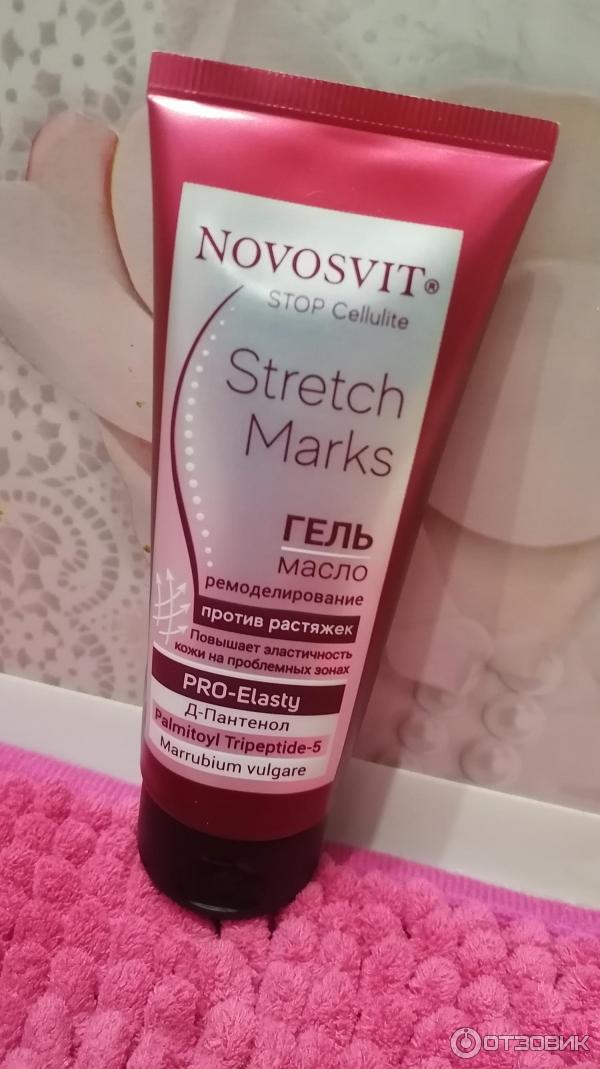 NOVOSVIT®
STOP Cellulite
Stretch
Marks
ГЕЛЬ
масло
ремоделирование
против растяжек
Повышает эластичность
кожи на проблемных зонах
PRO-Elasty
Д-Пантенол
Palmitoyl Tripeptide-5
Marrubium vulgare
ОТЗОВИК